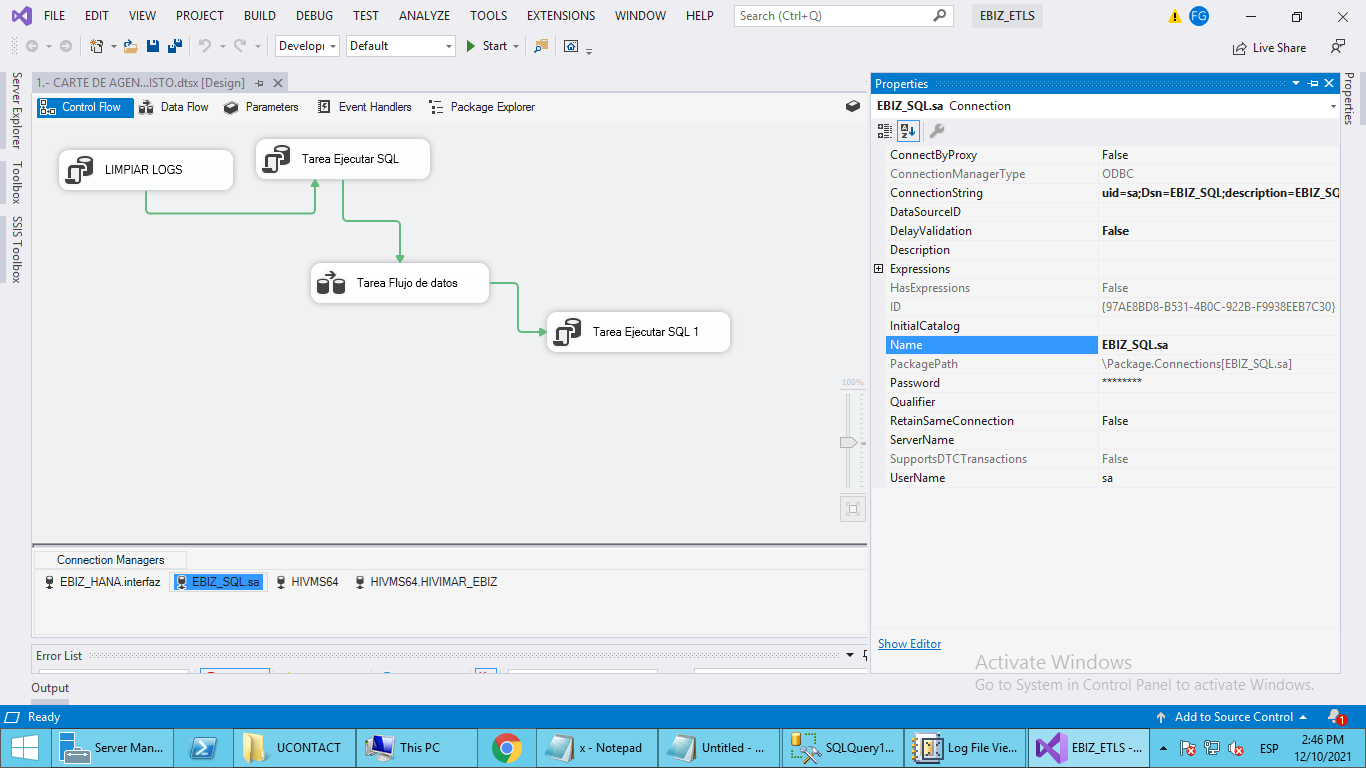 FILE EDIT VIEW PROJECT BUILD DEBUG TEST ANALYZE TOOLS EXTENSIONS WINDOW HELP Search (Ctrl+Q) EBIZ_ETLS FG
Develop Default Start Live Share
Server Explorer
Toolbox
SSIS Toolbox
1.- CARTE DE AGEN...ISTO.dtsx [Design]
Control Flow Data Flow Parameters Event Handlers Package Explorer
LIMPIAR LOGS
Tarea Ejecutar SQL
Tarea Flujo de datos
Tarea Ejecutar SQL 1
100%
Connection Managers
EBIZ_HANA.interfaz EBIZ_SQL.sa HIVMS64 HIVMS64.HIVIMAR_EBIZ
Error List
Output
Properties
EBIZ_SQL.sa Connection
ConnectByProxy False
ConnectionManagerType ODBC
ConnectionString uid=sa;Dsn=EBIZ_SQL;description=EBIZ_SQ
DataSourceID
DelayValidation False
Description
Expressions
HasExpressions False
ID {97AE8BD8-B531-4B0C-922B-F9938EEB7C30}
InitialCatalog
Name EBIZ_SQL.sa
PackagePath \Package.Connections[EBIZ_SQL.sa]
Password ********
Qualifier
RetainSameConnection False
ServerName
SupportsDTCTransactions False
UserName sa
Show Editor
Properties
Activate Windows
Go to System in Control Panel to activate Windows.
Ready Add to Source Control 1
Server Man... UCONTACT This PC x - Notepad Untitled - ... SQLQuery1... Log File Vie... EBIZ_ETLS -... ESP 2:46 PM
12/10/2021